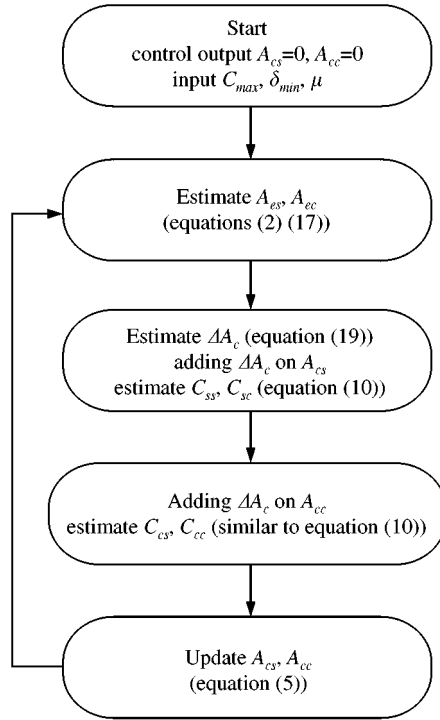 Start
control output A_cs=0, A_cc=0
input C_max, δ_min, μ
Estimate A_es, A_ec
(equations (2) (17))
Estimate ΔA_c (equation (19))
adding ΔA_c on A_cs
estimate C_ss, C_sc (equation (10))
Adding ΔA_c on A_cc
estimate C_cs, C_cc (similar to equation (10))
Update A_cs, A_cc
(equation (5))